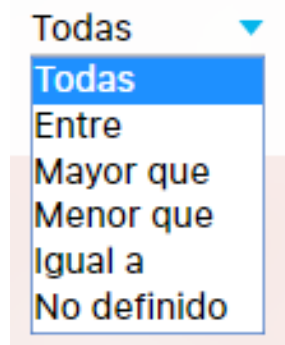 Todas
Todas
Entre
Mayor que
Menor que
Igual a
No definido